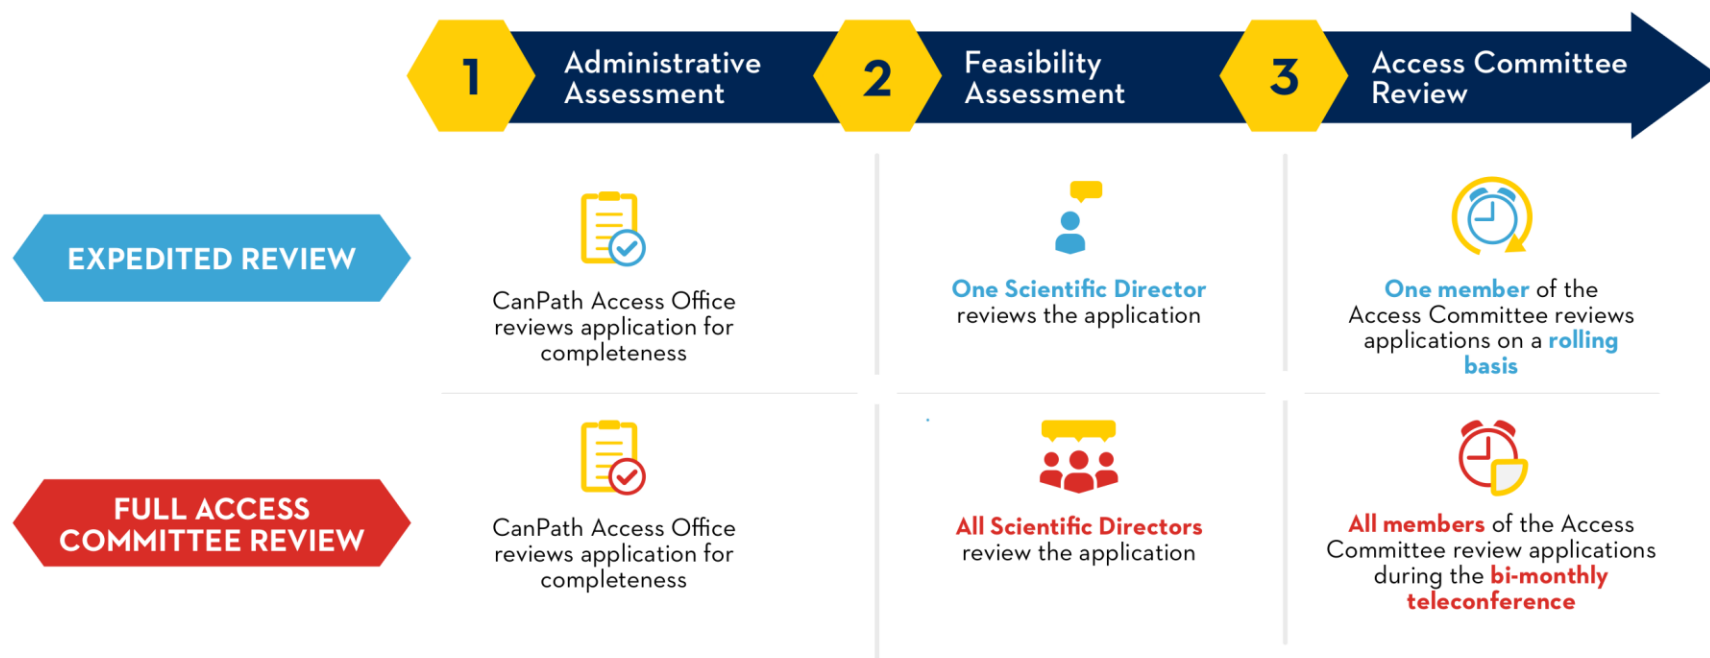 1
Administrative
Assessment
2
Feasibility
Assessment
3
Access Committee
Review
EXPEDITED REVIEW
CanPath Access Office
reviews application for
completeness
One Scientific Director
reviews the application
One member of the
Access Committee reviews
applications on a rolling
basis
FULL ACCESS
COMMITTEE REVIEW
CanPath Access Office
reviews application for
completeness
All Scientific Directors
review the application
All members of the Access
Committee review applications
during the bi-monthly
teleconference